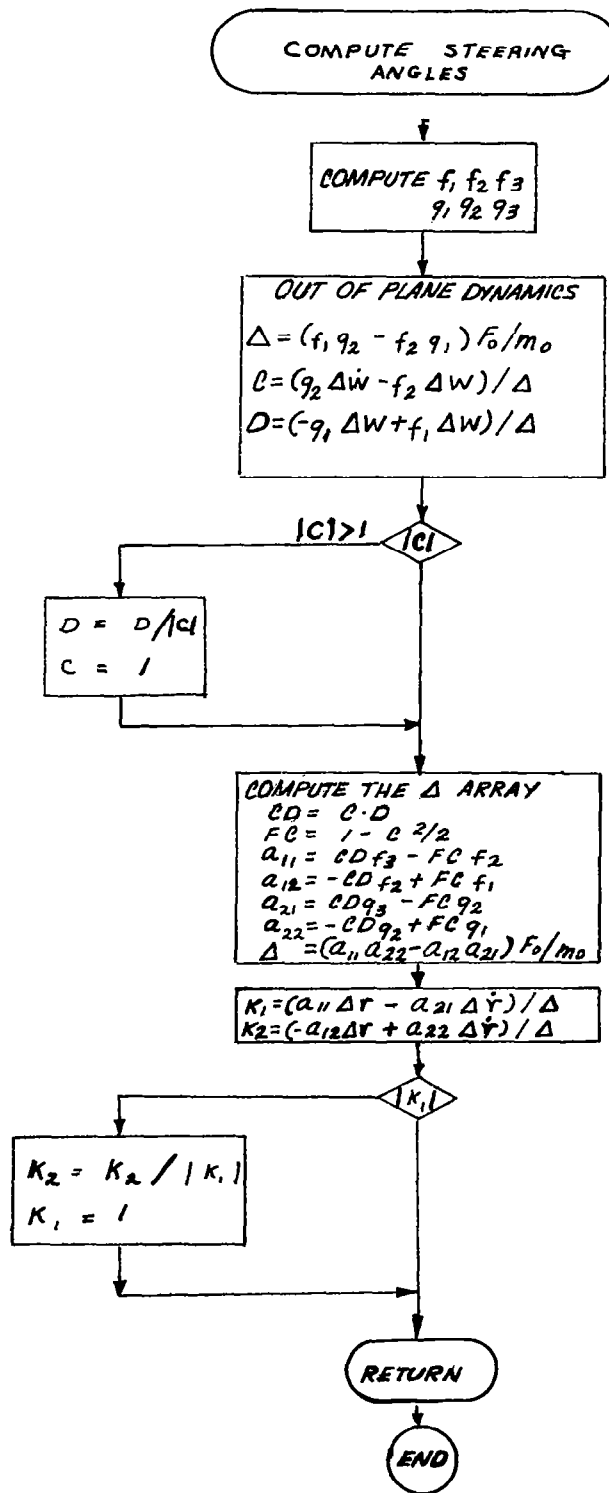 COMPUTE STEERING
ANGLES
COMPUTE f₁ f₂ f₃
g₁ g₂ g₃
OUT OF PLANE DYNAMICS
Δ = (f₁ g₂ - f₂ g₁) F₀/m₀
C = (g₂ Δẇ - f₂ ΔW) / Δ
D = (-g₁ ΔW + f₁ ΔW) / Δ
|C| > 1
|C|
D = D/|C|
C = 1
COMPUTE THE Δ ARRAY
CD = C·D
FC = 1 - C²/2
a₁₁ = CD f₃ - FC f₂
a₁₂ = -CD f₂ + FC f₁
a₂₁ = CD g₃ - FC g₂
a₂₂ = -CD g₂ + FC g₁
Δ = (a₁₁ a₂₂ - a₁₂ a₂₁) F₀/m₀
K₁ = (a₁₁ Δr - a₂₁ Δṙ) / Δ
K₂ = (-a₁₂ Δr + a₂₂ Δṙ) / Δ
|K₁|
K₂ = K₂ / |K₁|
K₁ = 1
RETURN
END